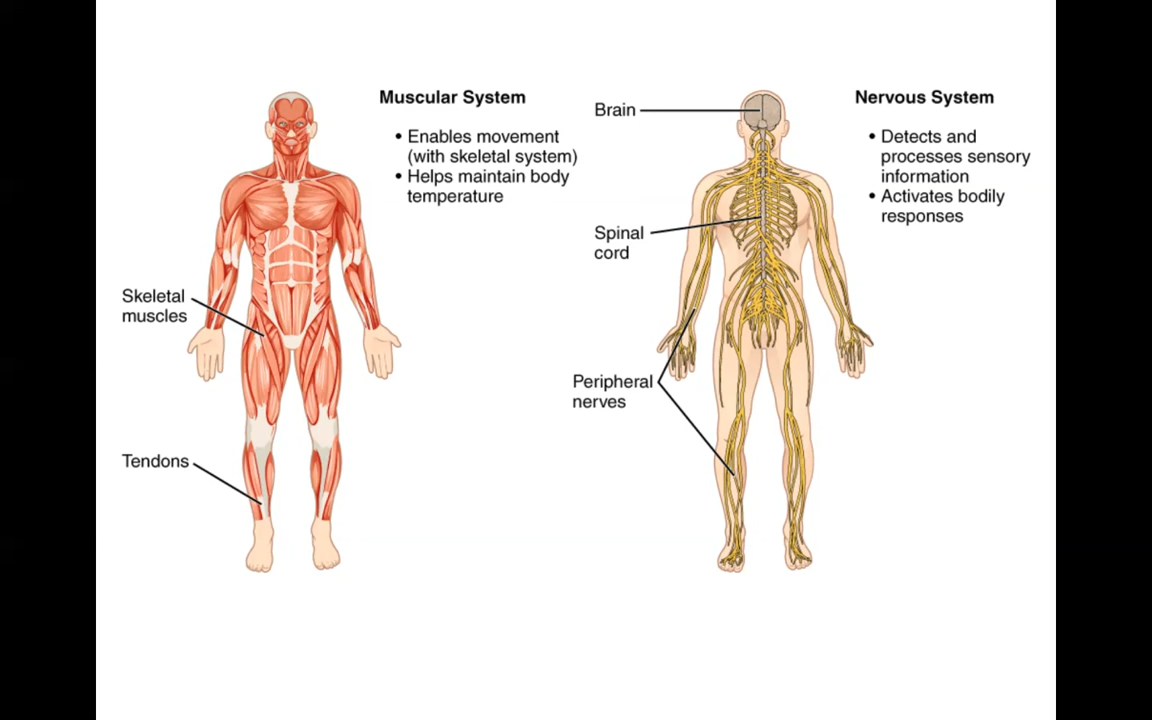 Muscular System
• Enables movement
(with skeletal system)
• Helps maintain body
temperature
Skeletal
muscles
Tendons
Nervous System
• Detects and
processes sensory
information
• Activates bodily
responses
Brain
Spinal
cord
Peripheral
nerves